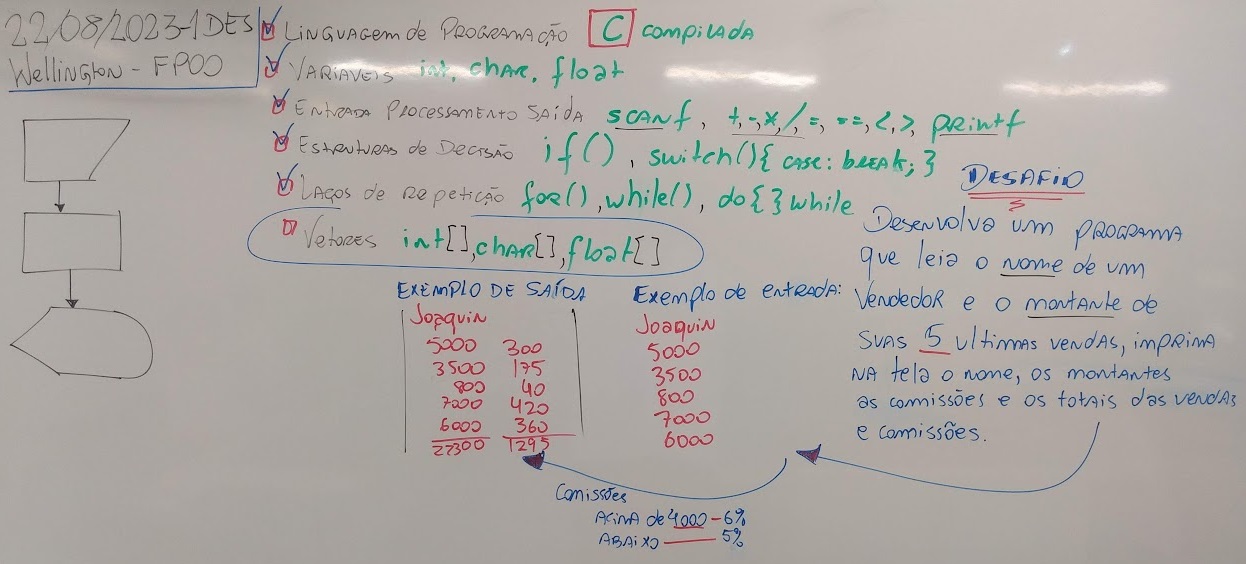 22/08/2023-1DES
Wellington - FPOO
Linguagem de Programação C compilada
Variaveis int, char, float
Entrada Processamento Saída scanf, +,-,*,/,=,==,<,>, printf
Estruturas de Decisão if(), switch(){ case: break; }
Laços de Repetição for(), while(), do{ } while
Vetores int[], char[], float[]
DESAFIO
Desenvolva um programa
que leia o nome de um
Vendedor e o montante de
suas 5 ultimas vendas, imprima
na tela o nome, os montantes
as comissões e os totais das vendas
e comissões.
EXEMPLO DE SAÍDA
Joaquin
5000 300
3500 175
800 40
7000 420
6000 360
22300 1295
Exemplo de entrada:
Joaquin
5000
3500
800
7000
6000
Comissões
Acima de 4000 - 6%
Abaixo 5%